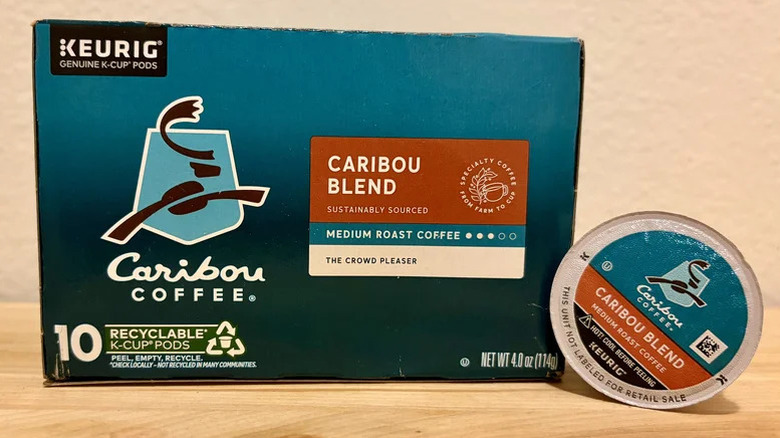 KEURIG®
GENUINE K-CUP® PODS
Caribou
COFFEE®
CARIBOU
BLEND
SUSTAINABLY SOURCED
SPECIALTY COFFEE
FROM FARM TO CUP
MEDIUM ROAST COFFEE
THE CROWD PLEASER
10 RECYCLABLE*
K-CUP® PODS
PEEL, EMPTY, RECYCLE.
*CHECK LOCALLY - NOT RECYCLED IN MANY COMMUNITIES.
U
NET WT 4.0 oz (114g)
K
U
Caribou
COFFEE®
CARIBOU BLEND
MEDIUM ROAST COFFEE
HOT! COOL BEFORE PEELING
KEURIG®
THIS UNIT NOT LABELED FOR RETAIL SALE
K